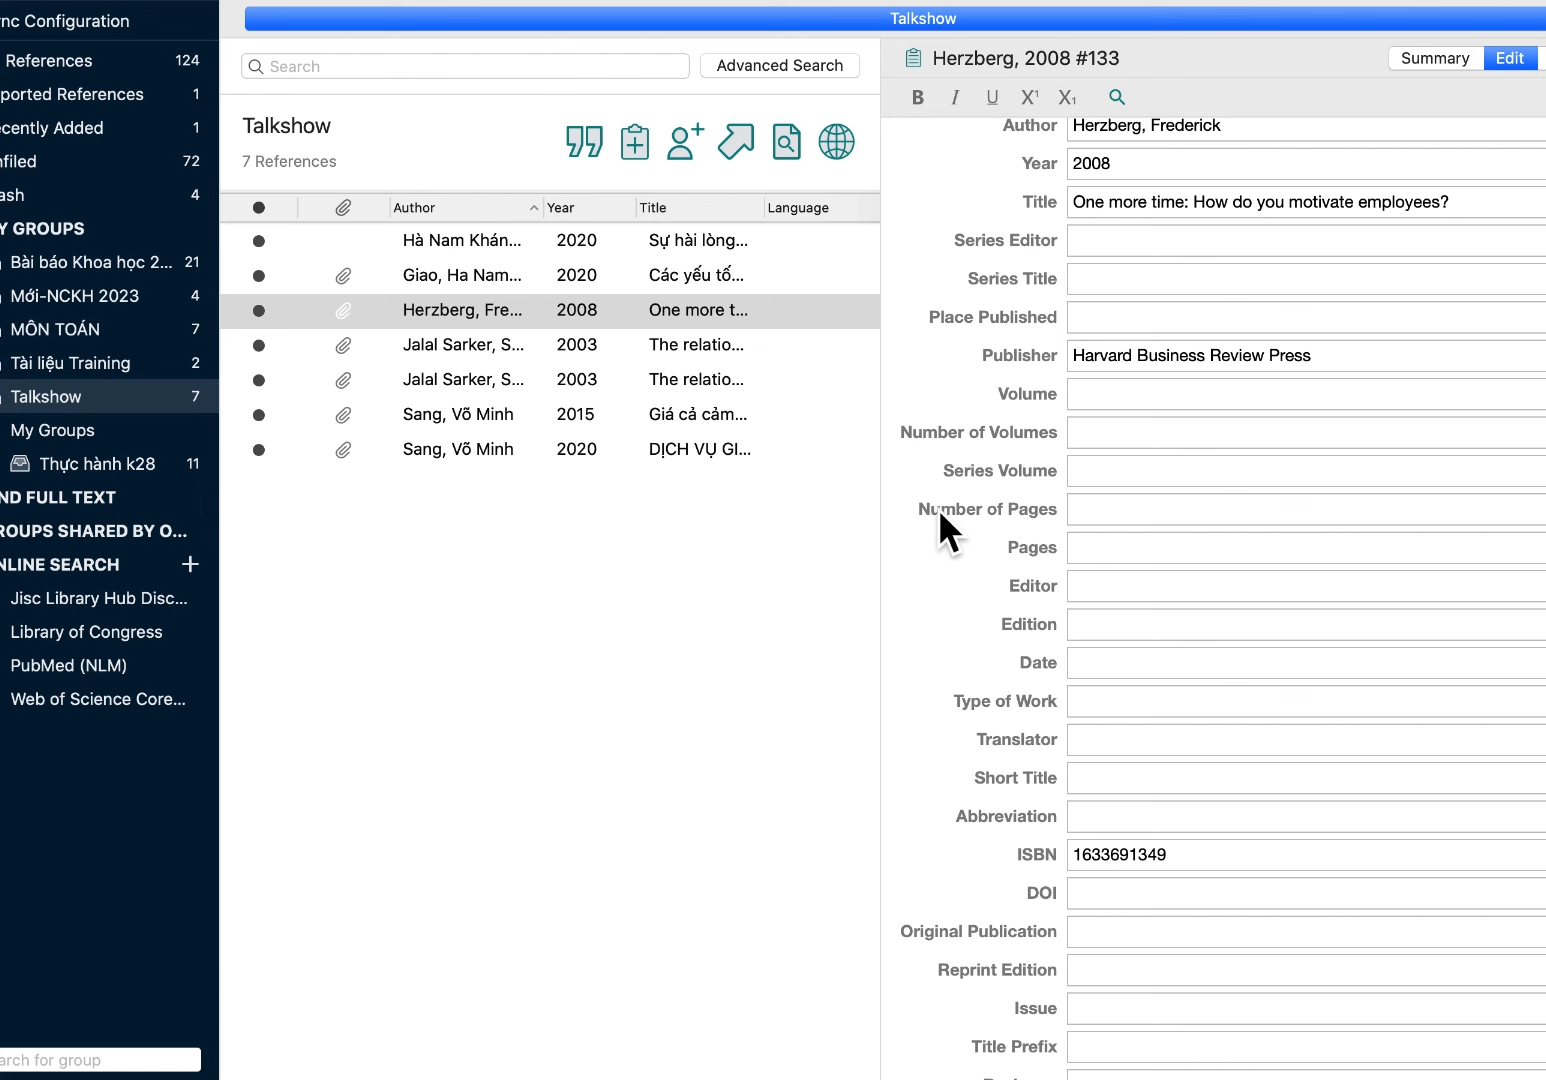 nc Configuration
References 124
ported References 1
cently Added 1
nfiled 72
ash 4
Y GROUPS
Bài báo Khoa học 2... 21
Mới-NCKH 2023 4
MÔN TOÁN 7
Tài liệu Training 2
Talkshow 7
My Groups
Thực hành k28 11
ND FULL TEXT
ROUPS SHARED BY O...
NLINE SEARCH +
Jisc Library Hub Disc...
Library of Congress
PubMed (NLM)
Web of Science Core...
arch for group
Talkshow
Search
Advanced Search
Talkshow
7 References
Author Year Title Language
Hà Nam Khán... 2020 Sự hài lòng...
Giao, Ha Nam... 2020 Các yếu tố...
Herzberg, Fre... 2008 One more t...
Jalal Sarker, S... 2003 The relatio...
Jalal Sarker, S... 2003 The relatio...
Sang, Võ Minh 2015 Giá cả cảm...
Sang, Võ Minh 2020 DỊCH VỤ GI...
Herzberg, 2008 #133
Summary Edit
B I U X¹ X₁
Author Herzberg, Frederick
Year 2008
Title One more time: How do you motivate employees?
Series Editor
Series Title
Place Published
Publisher Harvard Business Review Press
Volume
Number of Volumes
Series Volume
Number of Pages
Pages
Editor
Edition
Date
Type of Work
Translator
Short Title
Abbreviation
ISBN 1633691349
DOI
Original Publication
Reprint Edition
Issue
Title Prefix